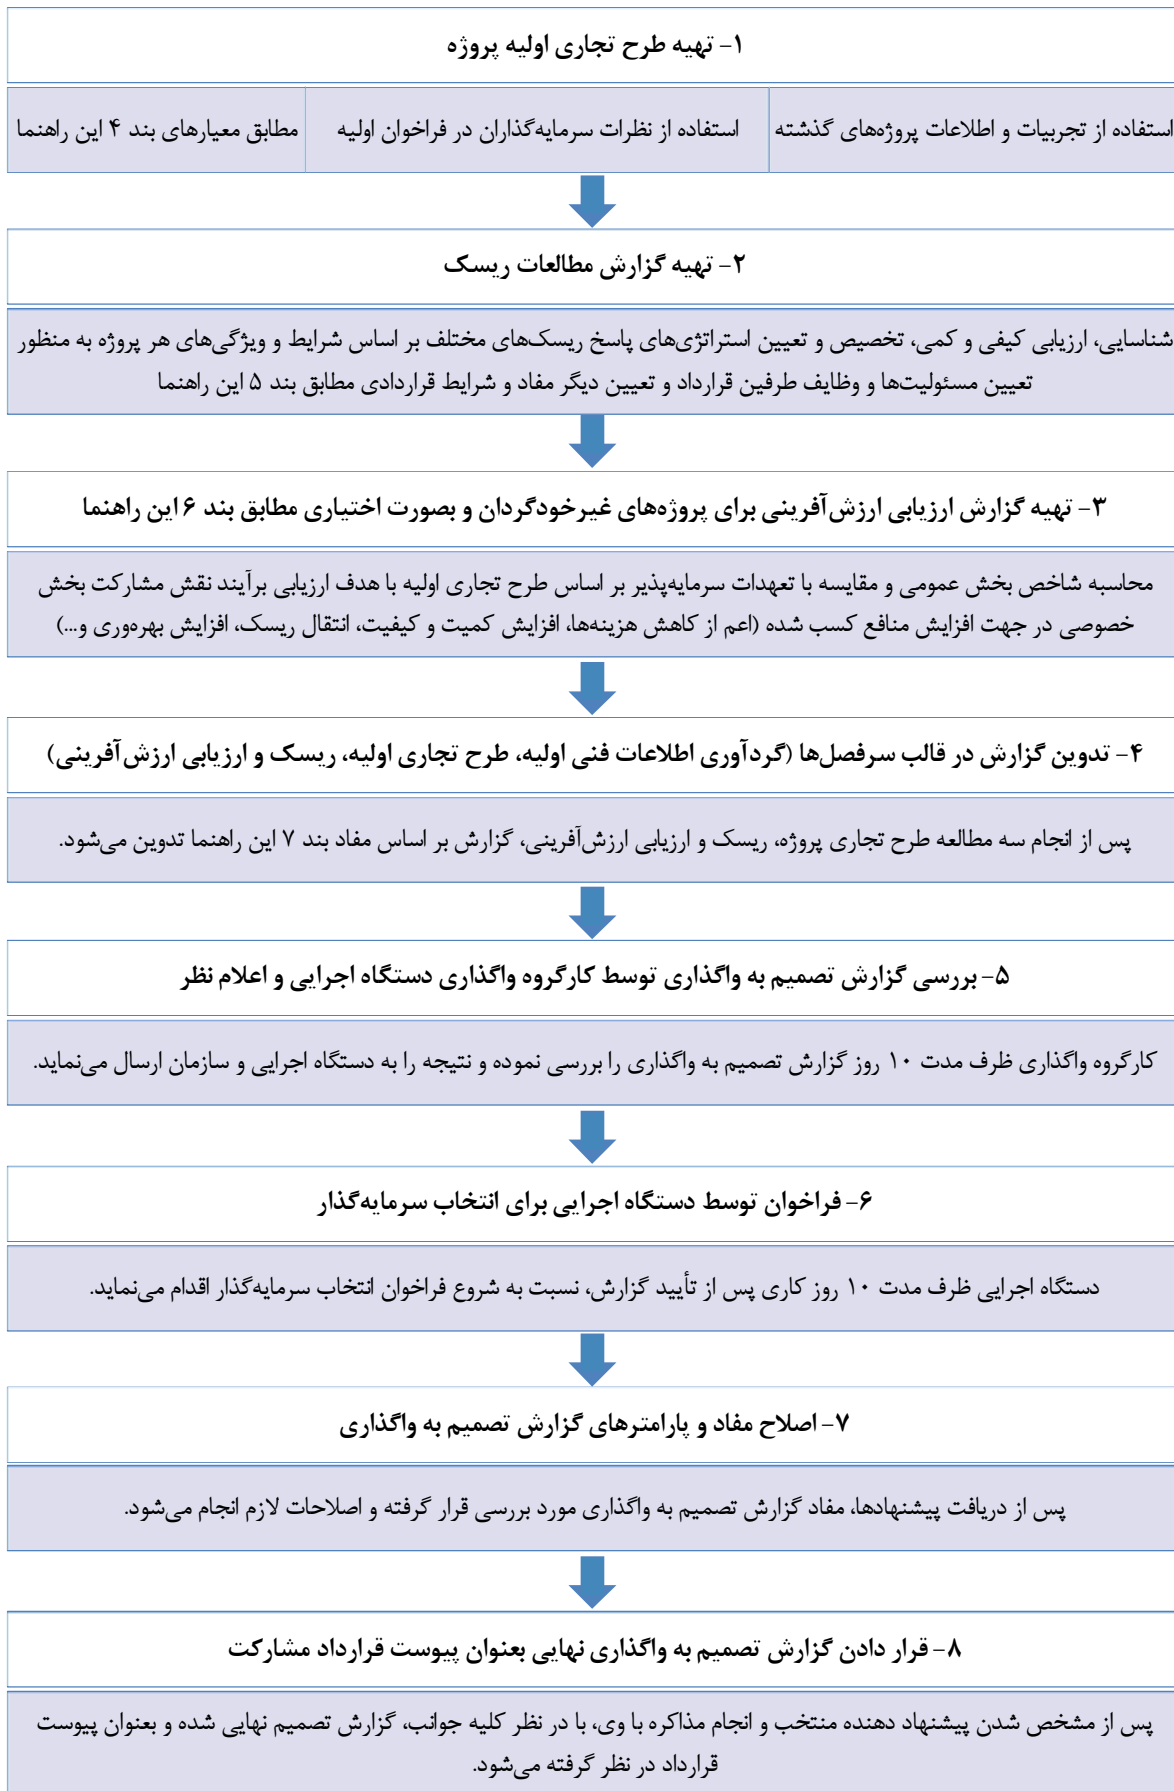 ۱- تهیه طرح تجاری اولیه پروژه
استفاده از تجربیات و اطلاعات پروژه‌های گذشته
استفاده از نظرات سرمایه‌گذاران در فراخوان اولیه
مطابق معیارهای بند ۴ این راهنما
۲- تهیه گزارش مطالعات ریسک
شناسایی، ارزیابی کیفی و کمی، تخصیص و تعیین استراتژی‌های پاسخ ریسک‌های مختلف بر اساس شرایط و ویژگی‌های هر پروژه به منظور
تعیین مسئولیت‌ها و وظایف طرفین قرارداد و تعیین دیگر مفاد و شرایط قراردادی مطابق بند ۵ این راهنما
۳- تهیه گزارش ارزیابی ارزش‌آفرینی برای پروژه‌های غیرخودگردان و بصورت اختیاری مطابق بند ۶ این راهنما
محاسبه شاخص بخش عمومی و مقایسه با تعهدات سرمایه‌پذیر بر اساس طرح تجاری اولیه با هدف ارزیابی برآیند نقش مشارکت بخش
خصوصی در جهت افزایش منافع کسب شده (اعم از کاهش هزینه‌ها، افزایش کمیت و کیفیت، انتقال ریسک، افزایش بهره‌وری و...)
۴- تدوین گزارش در قالب سرفصل‌ها (گردآوری اطلاعات فنی اولیه، طرح تجاری اولیه، ریسک و ارزیابی ارزش‌آفرینی)
پس از انجام سه مطالعه طرح تجاری پروژه، ریسک و ارزیابی ارزش‌آفرینی، گزارش بر اساس مفاد بند ۷ این راهنما تدوین می‌شود.
۵- بررسی گزارش تصمیم به واگذاری توسط کارگروه واگذاری دستگاه اجرایی و اعلام نظر
کارگروه واگذاری ظرف مدت ۱۰ روز گزارش تصمیم به واگذاری را بررسی نموده و نتیجه را به دستگاه اجرایی و سازمان ارسال می‌نماید.
۶- فراخوان توسط دستگاه اجرایی برای انتخاب سرمایه‌گذار
دستگاه اجرایی ظرف مدت ۱۰ روز کاری پس از تأیید گزارش، نسبت به شروع فراخوان انتخاب سرمایه‌گذار اقدام می‌نماید.
۷- اصلاح مفاد و پارامترهای گزارش تصمیم به واگذاری
پس از دریافت پیشنهادها، مفاد گزارش تصمیم به واگذاری مورد بررسی قرار گرفته و اصلاحات لازم انجام می‌شود.
۸- قرار دادن گزارش تصمیم به واگذاری نهایی بعنوان پیوست قرارداد مشارکت
پس از مشخص شدن پیشنهاد دهنده منتخب و انجام مذاکره با وی، با در نظر کلیه جوانب، گزارش تصمیم نهایی شده و بعنوان پیوست
قرارداد در نظر گرفته می‌شود.